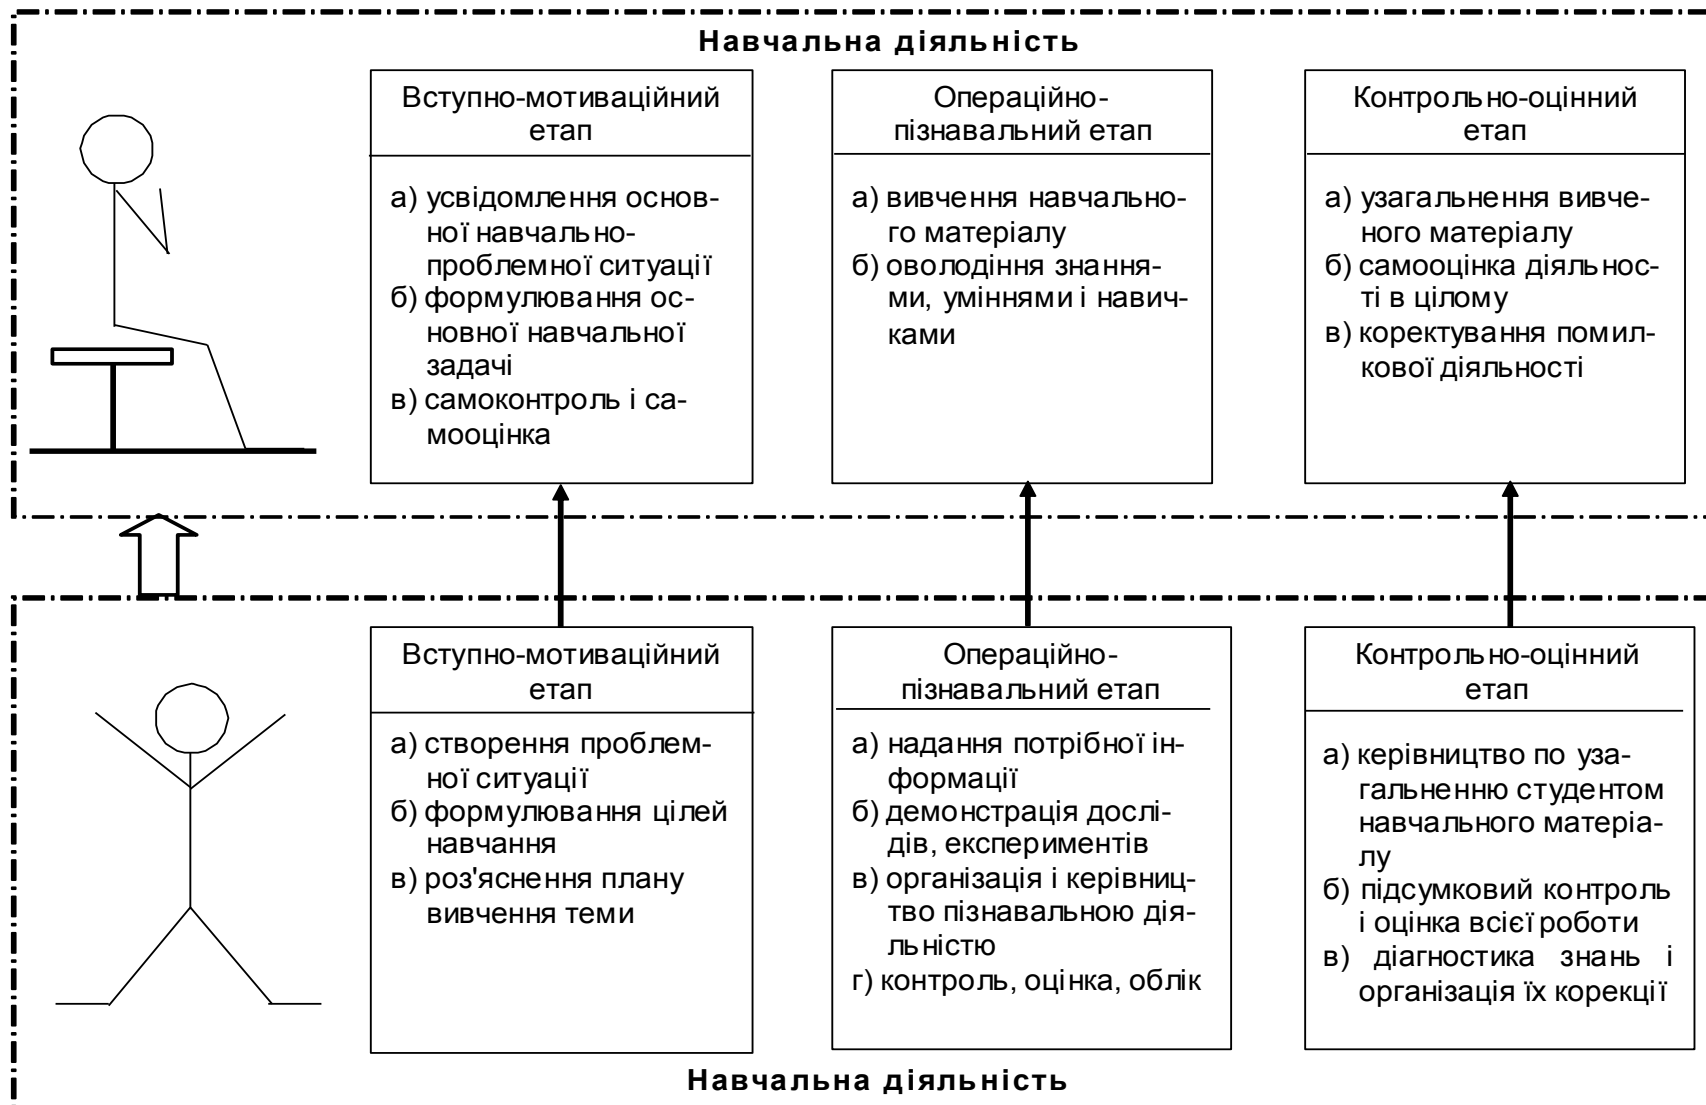 Навчальна діяльність
Вступно-мотиваційний
етап
а) усвідомлення основ-
ної навчально-
проблемної ситуації
б) формулювання ос-
новної навчальної
задачі
в) самоконтроль і са-
мооцінка
Операційно-
пізнавальний етап
а) вивчення навчально-
го матеріалу
б) оволодіння знання-
ми, уміннями і навич-
ками
Контрольно-оцінний
етап
а) узагальнення вивче-
ного матеріалу
б) самооцінка діяльнос-
ті в цілому
в) коректування помил-
кової діяльності
Вступно-мотиваційний
етап
а) створення проблем-
ної ситуації
б) формулювання цілей
навчання
в) роз'яснення плану
вивчення теми
Операційно-
пізнавальний етап
а) надання потрібної ін-
формації
б) демонстрація дослі-
дів, експериментів
в) організація і керівниц-
тво пізнавальною дія-
льністю
г) контроль, оцінка, облік
Контрольно-оцінний
етап
а) керівництво по уза-
гальненню студентом
навчального матеріа-
лу
б) підсумковий контроль
і оцінка всієї роботи
в) діагностика знань і
організація їх корекції
Навчальна діяльність